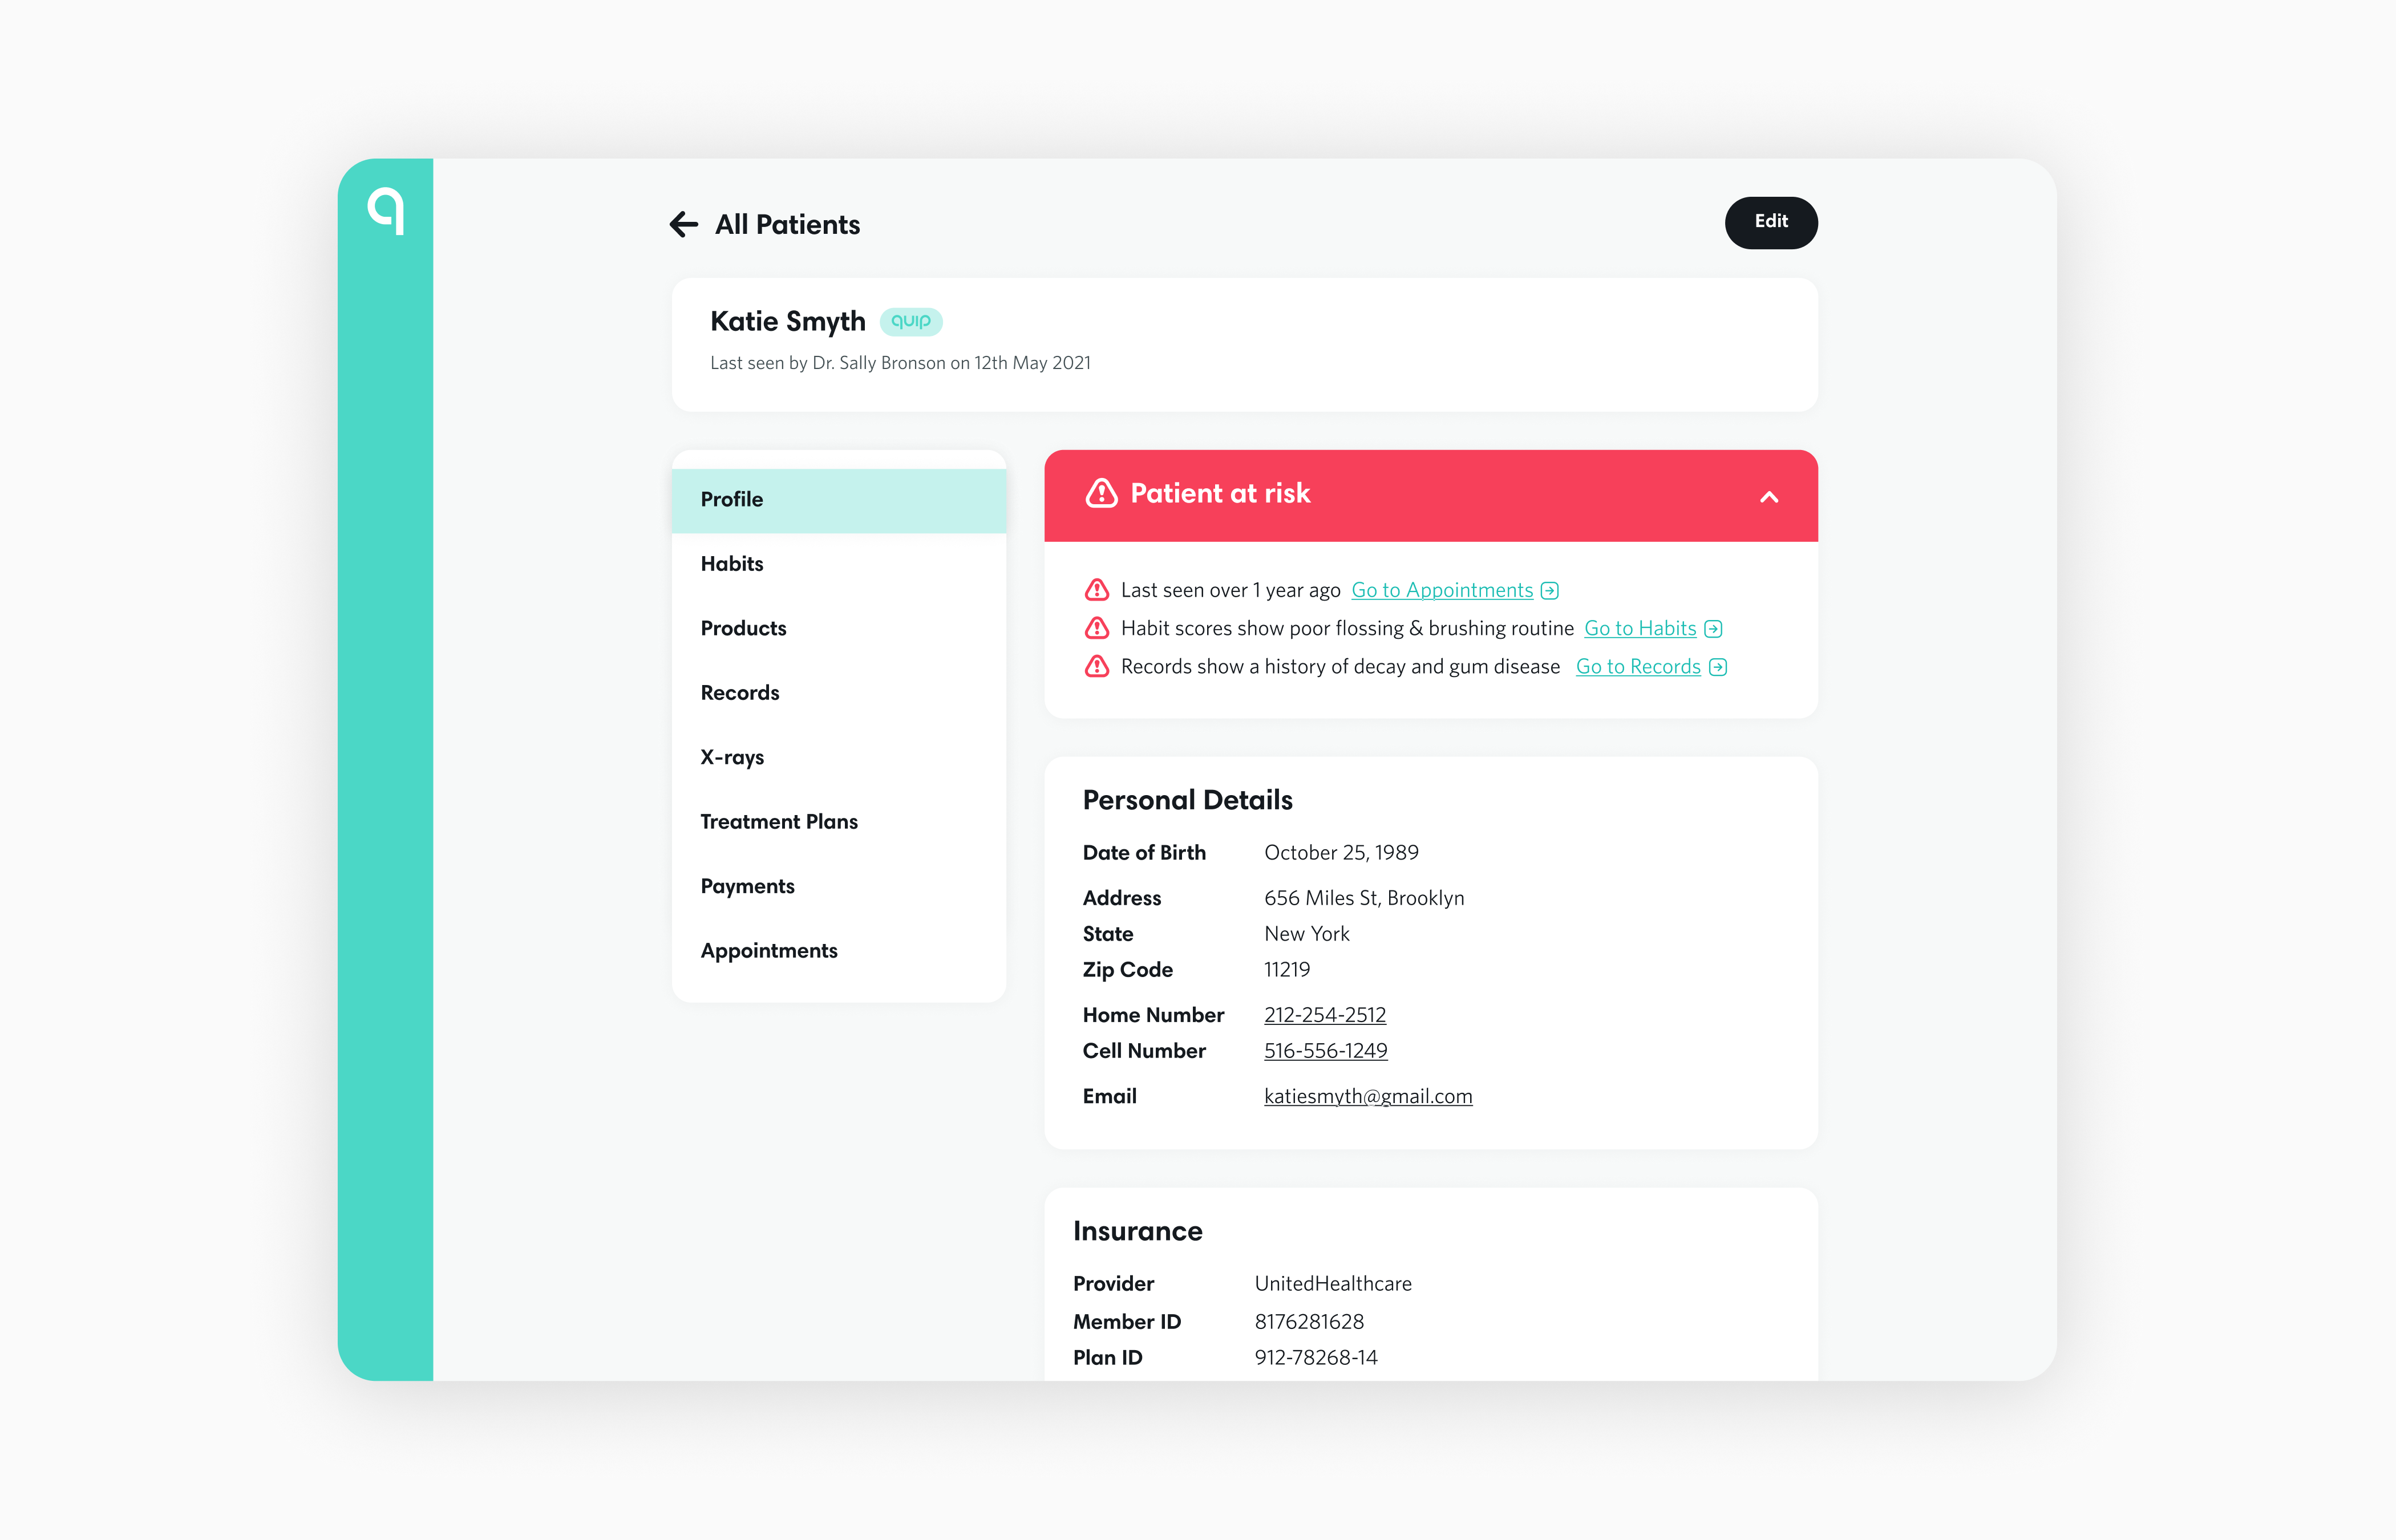 q
All Patients
Edit
Katie Smyth quip
Last seen by Dr. Sally Bronson on 12th May 2021
Profile
Habits
Products
Records
X-rays
Treatment Plans
Payments
Appointments
Patient at risk
Last seen over 1 year ago Go to Appointments
Habit scores show poor flossing & brushing routine Go to Habits
Records show a history of decay and gum disease Go to Records
Personal Details
Date of Birth October 25, 1989
Address 656 Miles St, Brooklyn
State New York
Zip Code 11219
Home Number 212-254-2512
Cell Number 516-556-1249
Email katiesmyth@gmail.com
Insurance
Provider UnitedHealthcare
Member ID 8176281628
Plan ID 912-78268-14